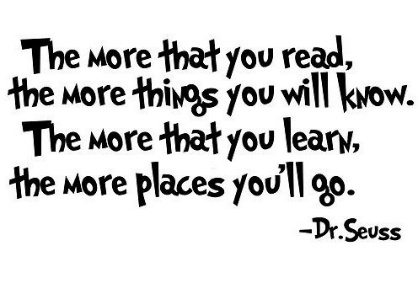 The more that you read,
the more things you will know.
The more that you learn,
the more places you'll go.
-Dr.Seuss